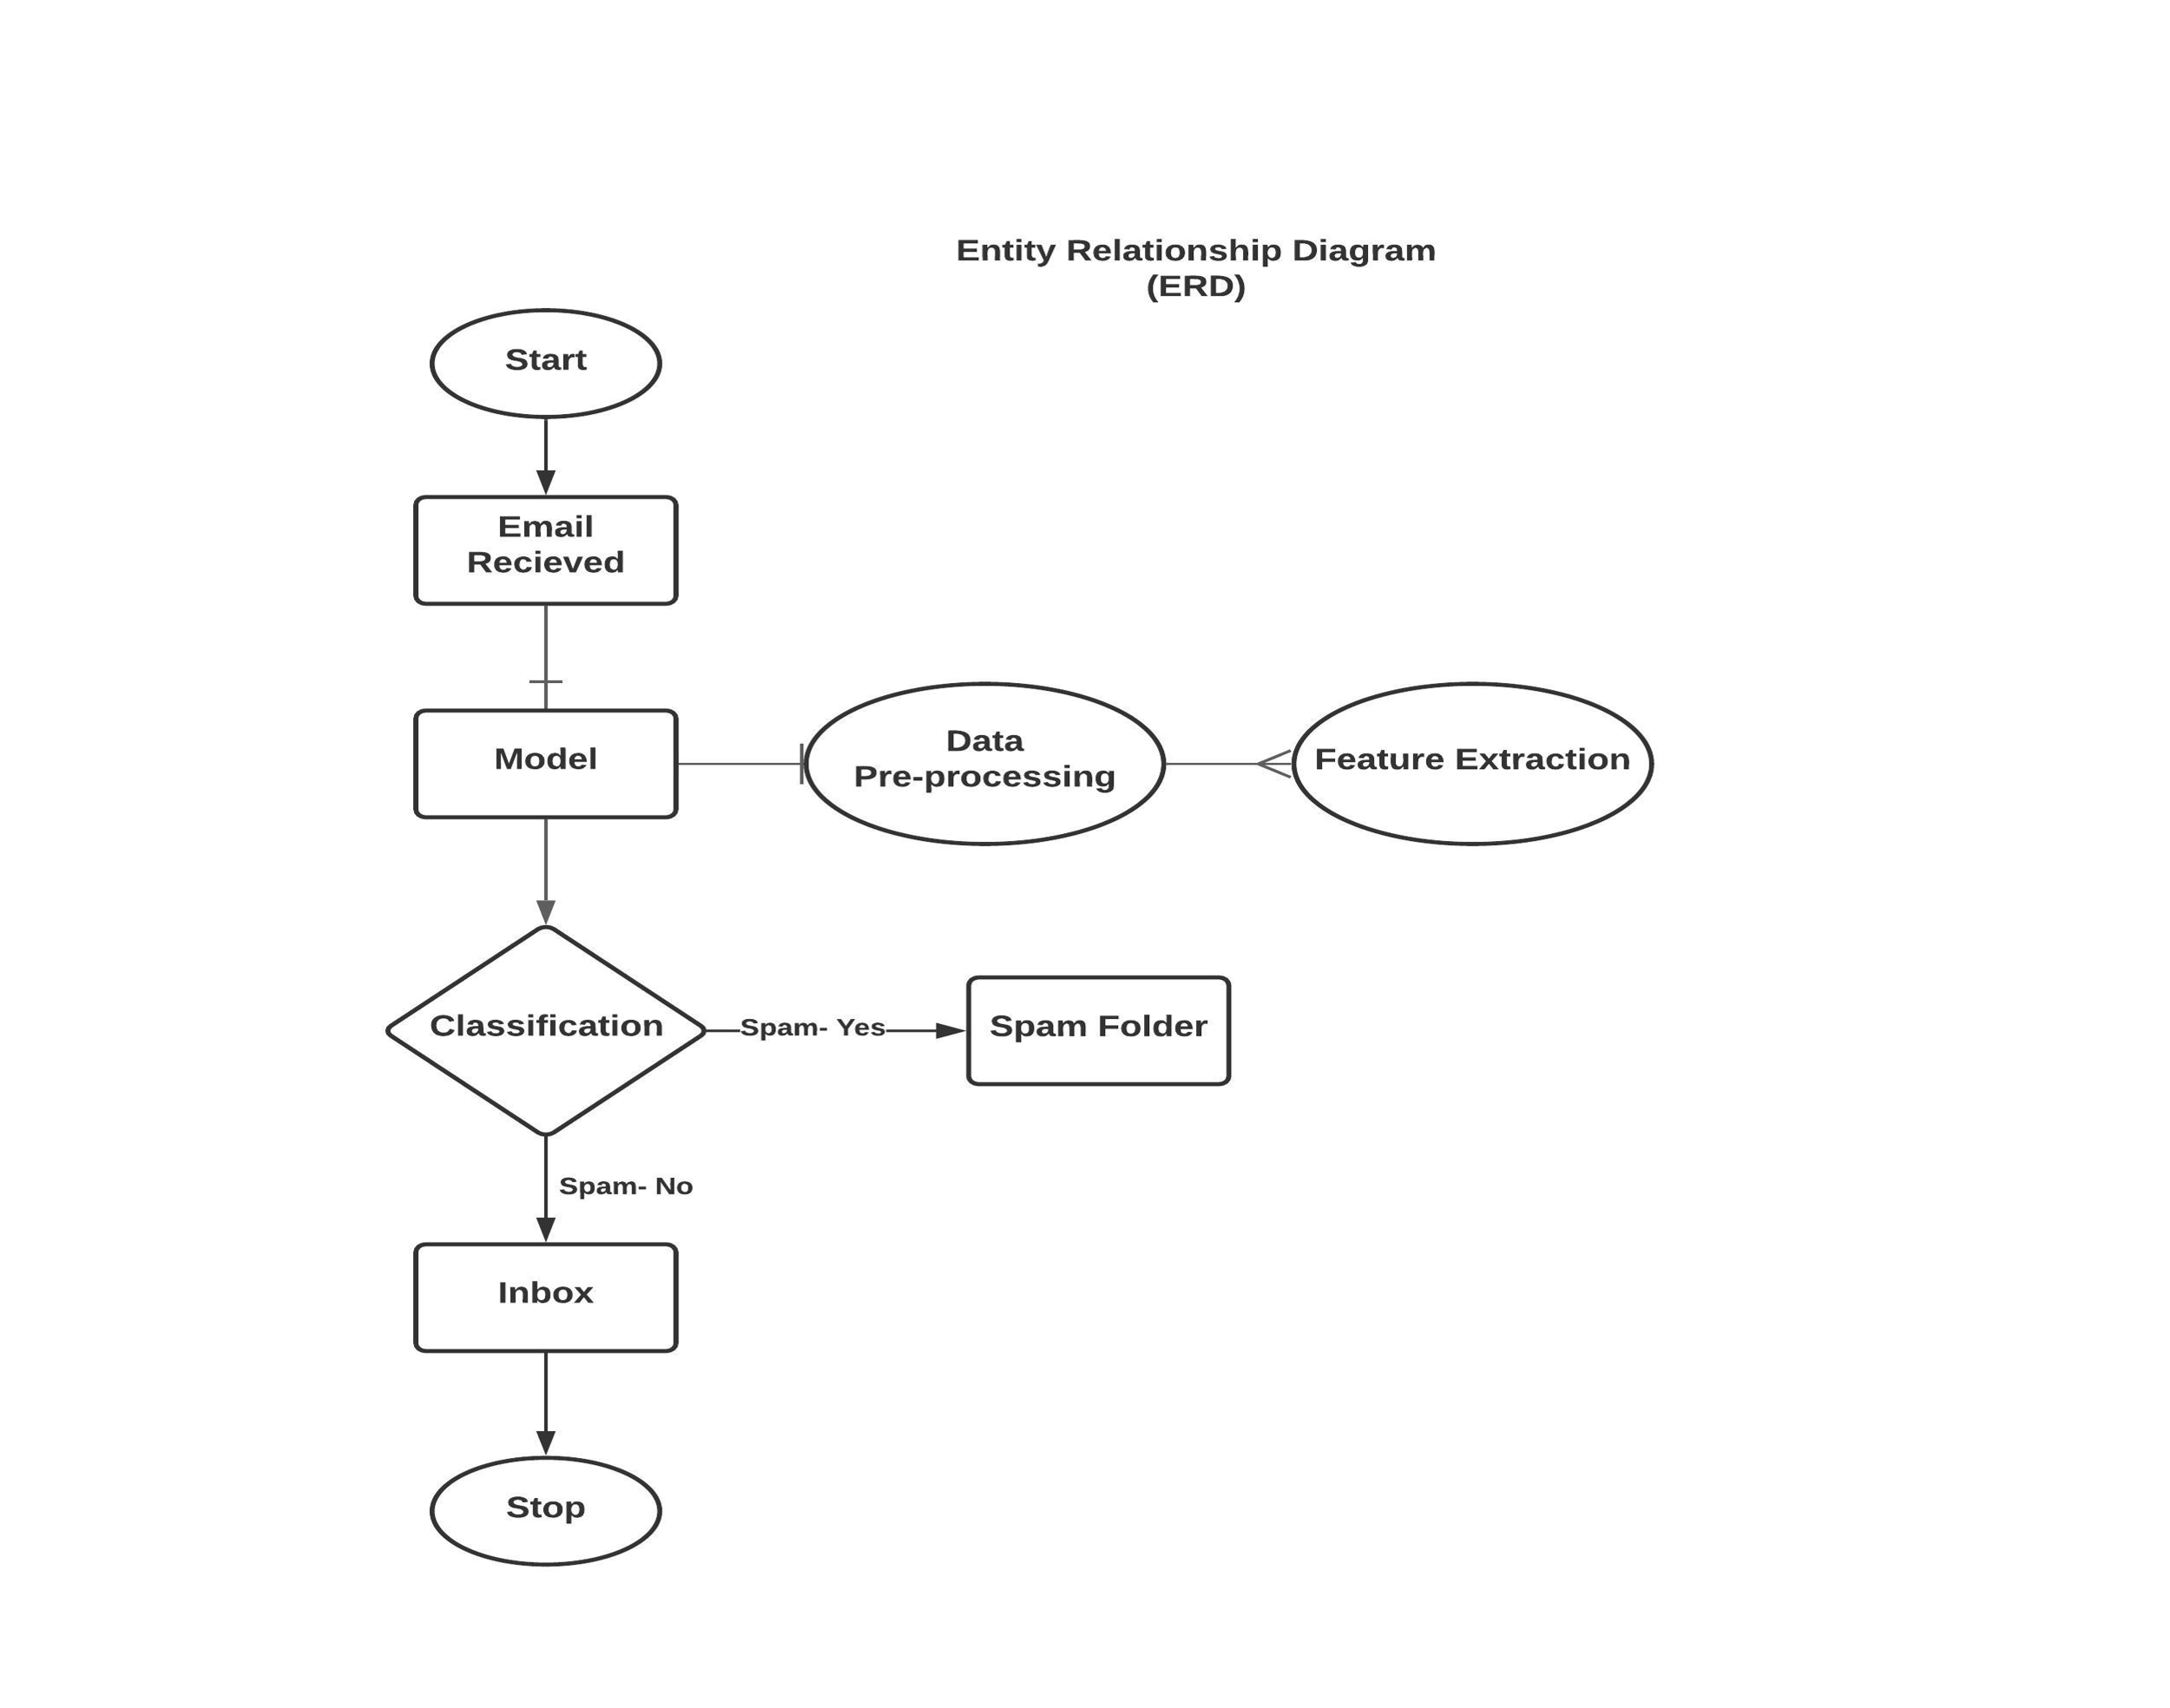 Entity Relationship Diagram
(ERD)
Start
Email
Recieved
Model
Data
Pre-processing
Feature Extraction
Classification
Spam- Yes
Spam Folder
Spam- No
Inbox
Stop